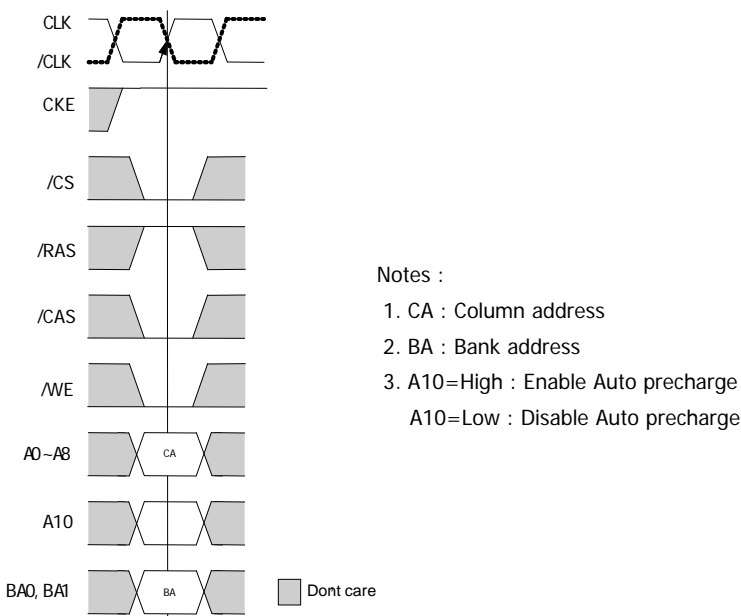 CLK
/CLK
CKE
/CS
/RAS
/CAS
/WE
A0~A8
CA
A10
BA0, BA1
BA
Dont care
Notes :
1. CA : Column address
2. BA : Bank address
3. A10=High : Enable Auto precharge
A10=Low : Disable Auto precharge